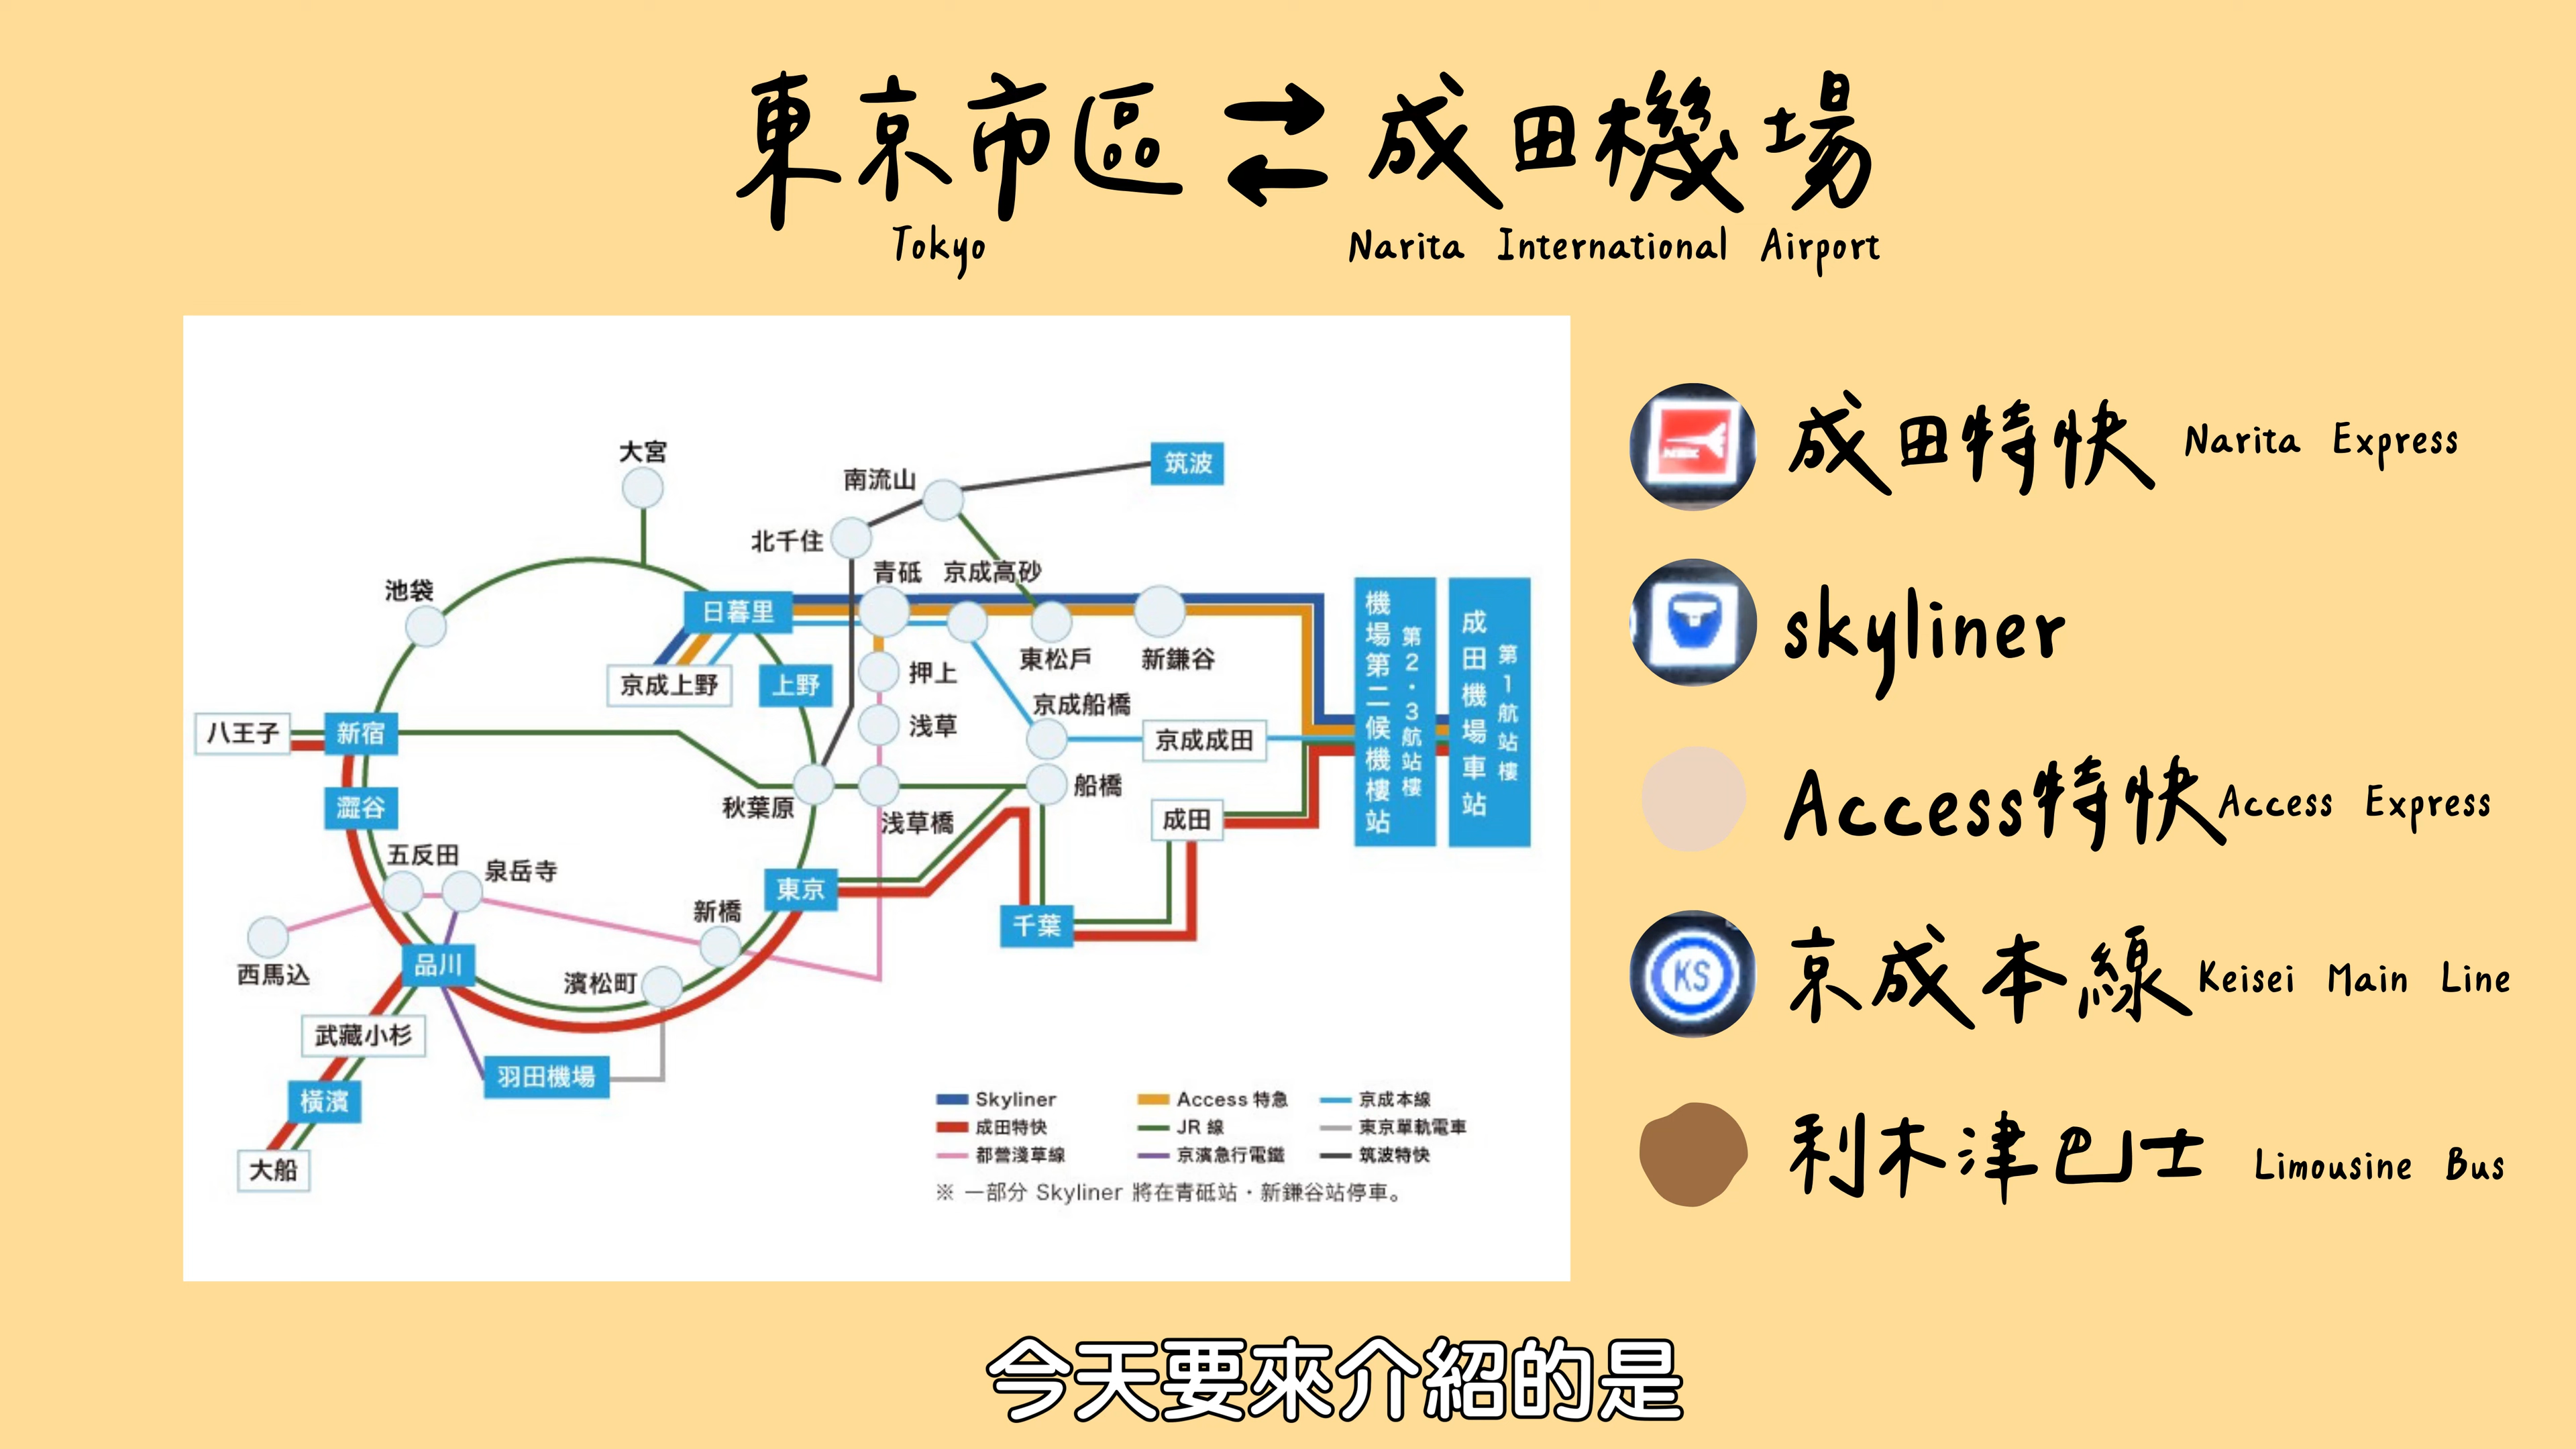 東京市區 ⇄ 成田機場
Tokyo
Narita International Airport
大宮
南流山
筑波
北千住
池袋
青砥
京成高砂
日暮里
京成上野
上野
押上
東松戶
新鎌谷
浅草
京成船橋
八王子
新宿
京成成田
澀谷
秋葉原
浅草橋
船橋
成田
五反田
泉岳寺
東京
新橋
千葉
西馬込
品川
濱松町
武藏小杉
羽田機場
橫濱
大船
機場第二候機樓站
第2・3航站樓
成田機場車站
第1航站樓
Skyliner
Access 特急
京成本線
成田特快
JR 線
東京單軌電車
都營淺草線
京濱急行電鐵
筑波特快
※ 一部分 Skyliner 將在青砥站・新鎌谷站停車。
NEX
成田特快 Narita Express
skyliner
Access特快 Access Express
KS
京成本線 Keisei Main Line
利木津巴士 Limousine Bus
今天要來介紹的是